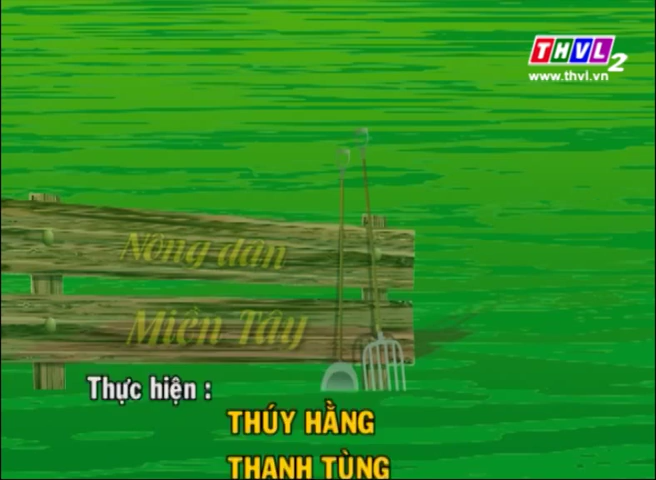 THVL2
www.thvl.vn
Nông dân
Miền Tây
Thực hiện :
THÚY HẰNG
THANH TÙNG